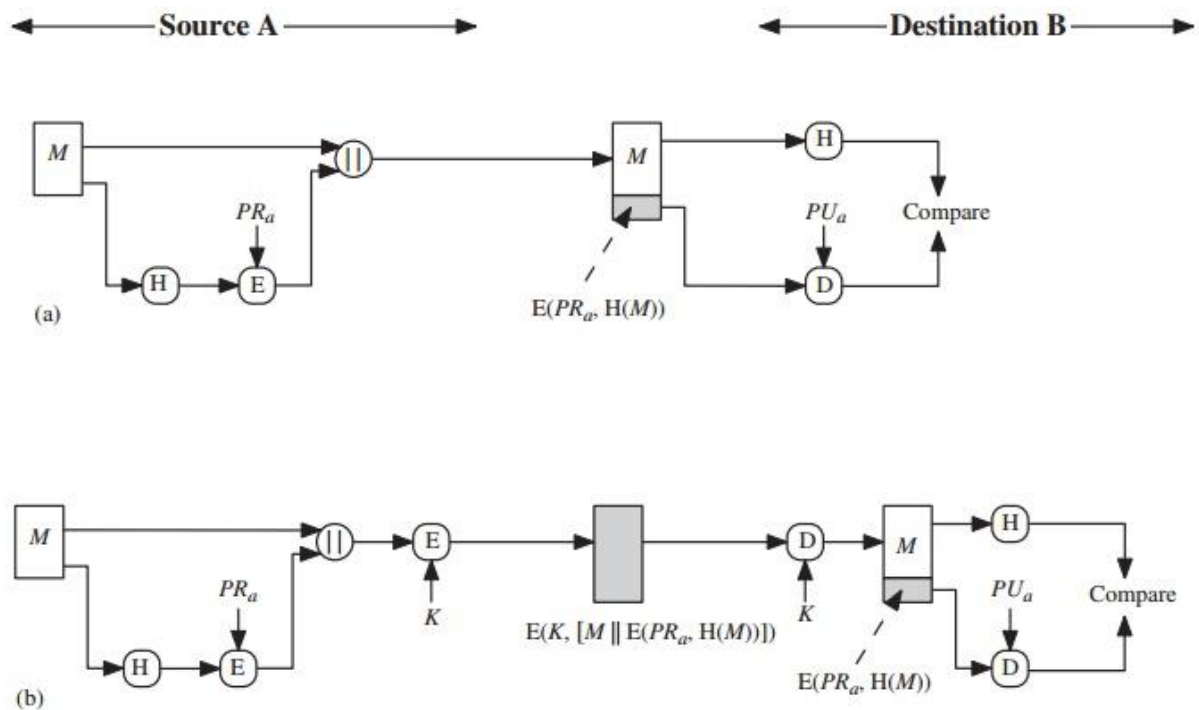 Source A
Destination B
M
||
M
H
PRₐ
PUₐ
Compare
H
E
D
E(PRₐ, H(M))
(a)
M
||
E
D
M
H
PRₐ
K
K
PUₐ
Compare
E(K, [M || E(PRₐ, H(M))])
H
E
D
E(PRₐ, H(M))
(b)